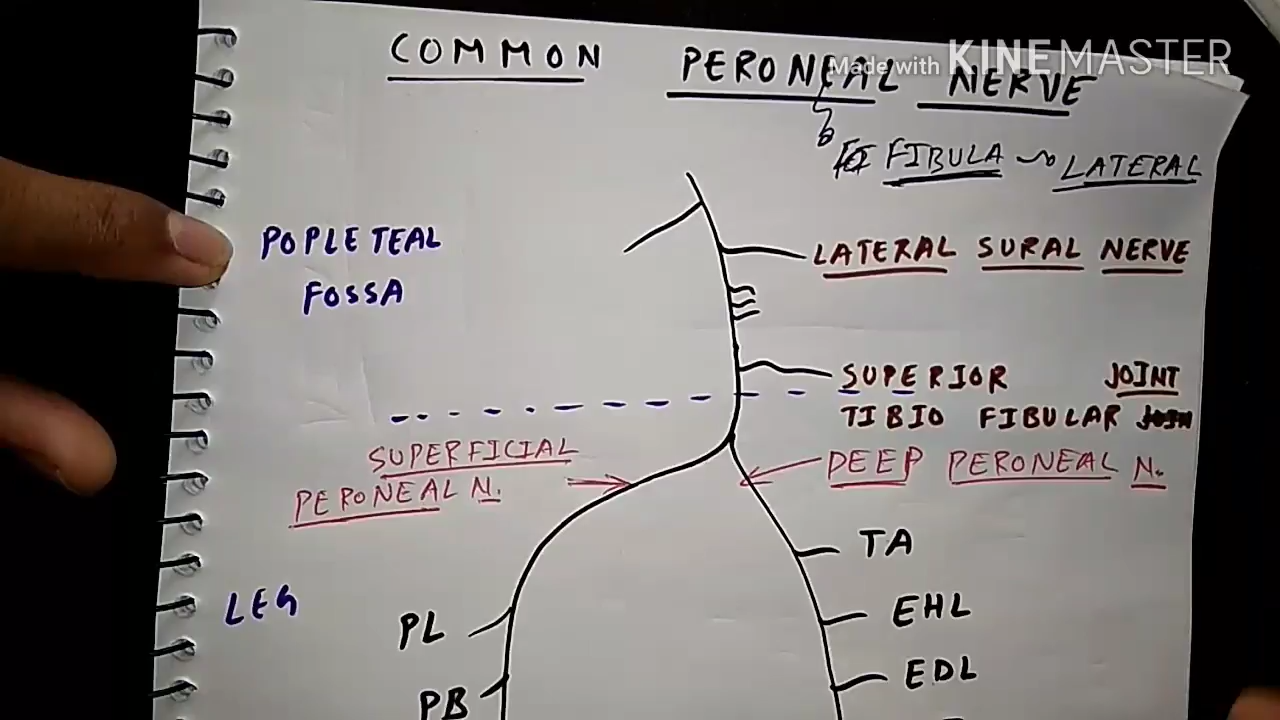 COMMON PERONEAL NERVE
Made with KINEMASTER
FIBULA LATERAL
POPLETEAL
FOSSA
LATERAL SURAL NERVE
SUPERIOR JOINT
TIBIO FIBULAR JOIN
SUPERFICIAL
PERONEAL N.
DEEP PERONEAL N.
TA
LEG
PL
EHL
PB
EDL